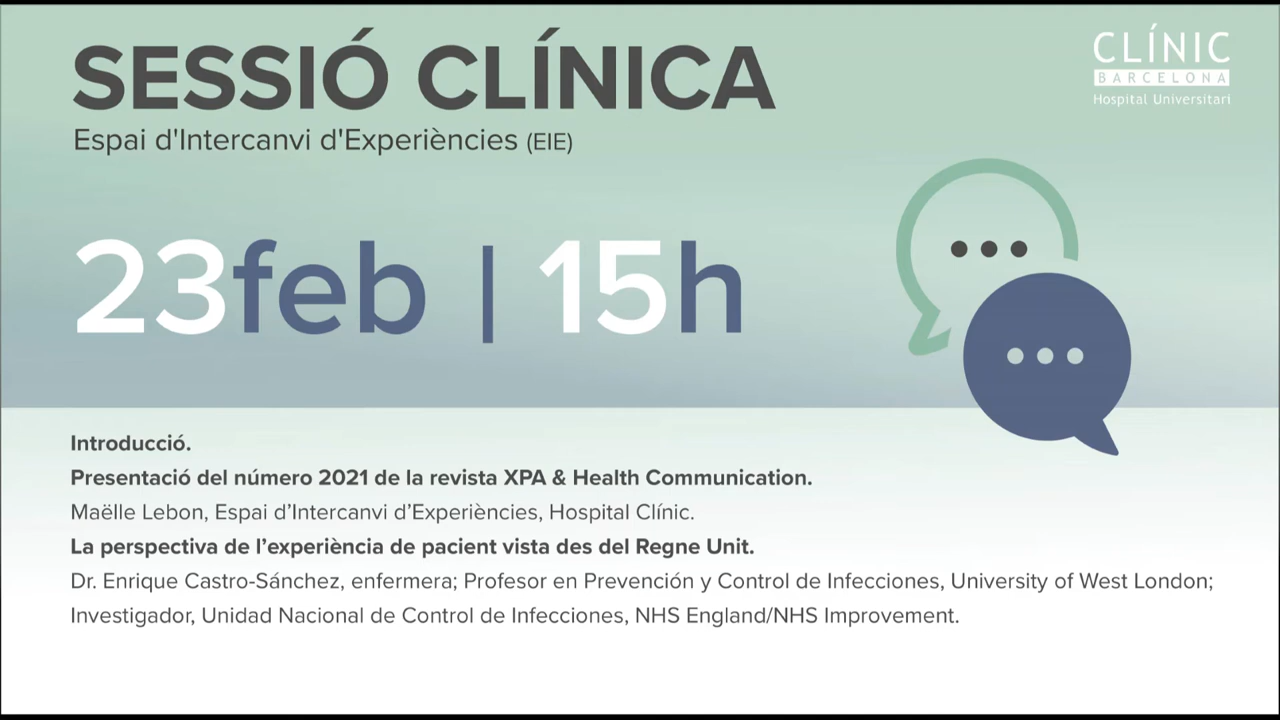 SESSIÓ CLÍNICA
Espai d'Intercanvi d'Experiències (EIE)
CLÍNIC
BARCELONA
Hospital Universitari
23feb | 15h
Introducció.
Presentació del número 2021 de la revista XPA & Health Communication.
Maëlle Lebon, Espai d’Intercanvi d’Experiències, Hospital Clínic.
La perspectiva de l’experiència de pacient vista des del Regne Unit.
Dr. Enrique Castro-Sánchez, enfermera; Profesor en Prevención y Control de Infecciones, University of West London;
Investigador, Unidad Nacional de Control de Infecciones, NHS England/NHS Improvement.